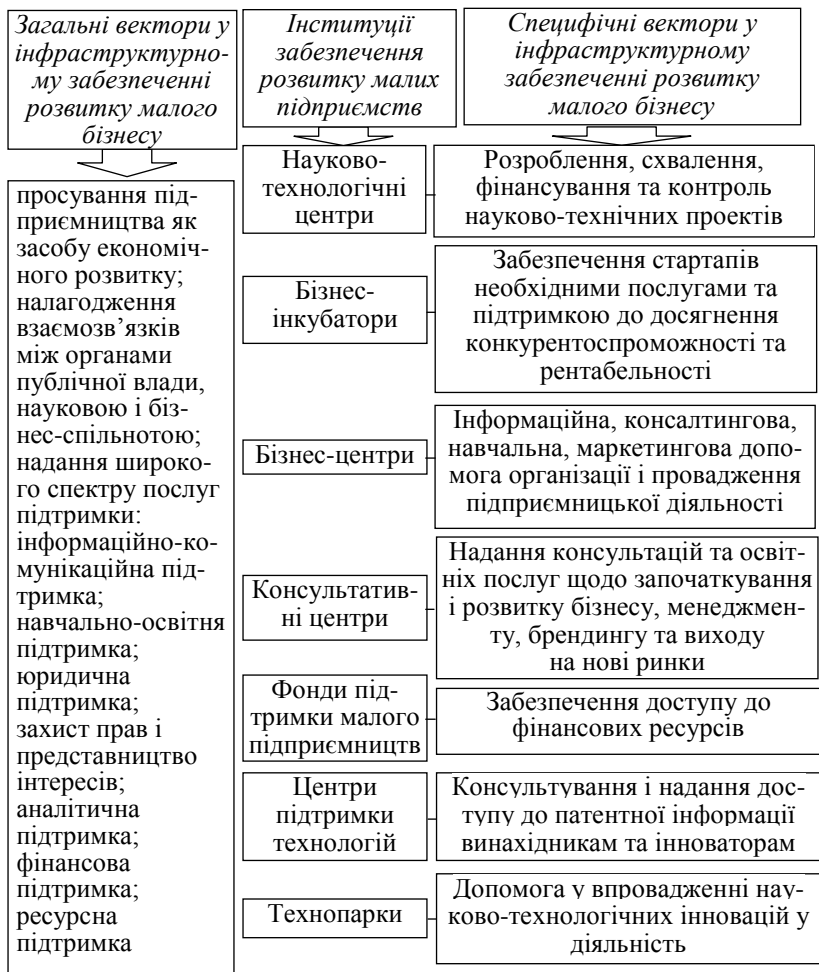 Загальні вектори у
інфраструктурно-
му забезпеченні
розвитку малого
бізнесу
Інституції
забезпечення
розвитку малих
підприємств
Специфічні вектори у
інфраструктурному
забезпеченні розвитку
малого бізнесу
просування під-
приємництва як
засобу економіч-
ного розвитку;
налагодження
взаємозв’язків
між органами
публічної влади,
науковою і біз-
нес-спільнотою;
надання широко-
го спектру послуг
підтримки:
інформаційно-ко-
мунікаційна під-
тримка;
навчально-освітня
підтримка;
юридична
підтримка;
захист прав і
представництво
інтересів;
аналітична
підтримка;
фінансова
підтримка;
ресурсна
підтримка
Науково-
технологічні
центри
Розроблення, схвалення,
фінансування та контроль
науково-технічних проектів
Бізнес-
інкубатори
Забезпечення стартапів
необхідними послугами та
підтримкою до досягнення
конкурентоспроможності та
рентабельності
Бізнес-центри
Інформаційна, консалтингова,
навчальна, маркетингова допо-
мога організації і провадження
підприємницької діяльності
Консультатив-
ні центри
Надання консультацій та освіт-
ніх послуг щодо започаткування
і розвитку бізнесу, менеджмен-
ту, брендингу та виходу
на нові ринки
Фонди під-
тримки малого
підприємництв
Забезпечення доступу до
фінансових ресурсів
Центри
підтримки
технологій
Консультування і надання дос-
тупу до патентної інформації
винахідникам та інноваторам
Технопарки
Допомога у впровадженні нау-
ково-технологічних інновацій у
діяльність